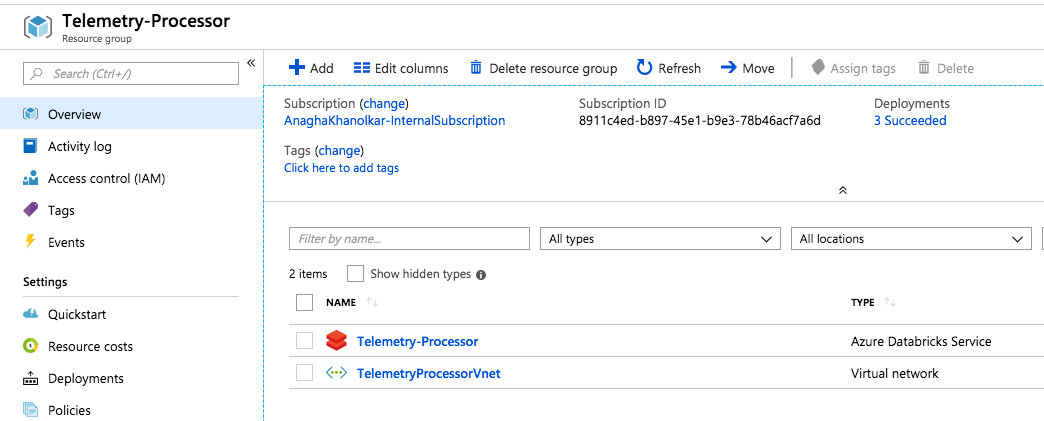 Telemetry-Processor
Resource group
Search (Ctrl+/)
«
Overview
Activity log
Access control (IAM)
Tags
Events
Settings
Quickstart
Resource costs
Deployments
Policies
Add Edit columns Delete resource group Refresh Move Assign tags Delete
Subscription (change) Subscription ID Deployments
AnaghaKhanolkar-InternalSubscription 8911c4ed-b897-45e1-b9e3-78b46acf7a6d 3 Succeeded
Tags (change)
Click here to add tags
Filter by name... All types All locations
2 items Show hidden types
NAME TYPE
Telemetry-Processor Azure Databricks Service
TelemetryProcessorVnet Virtual network